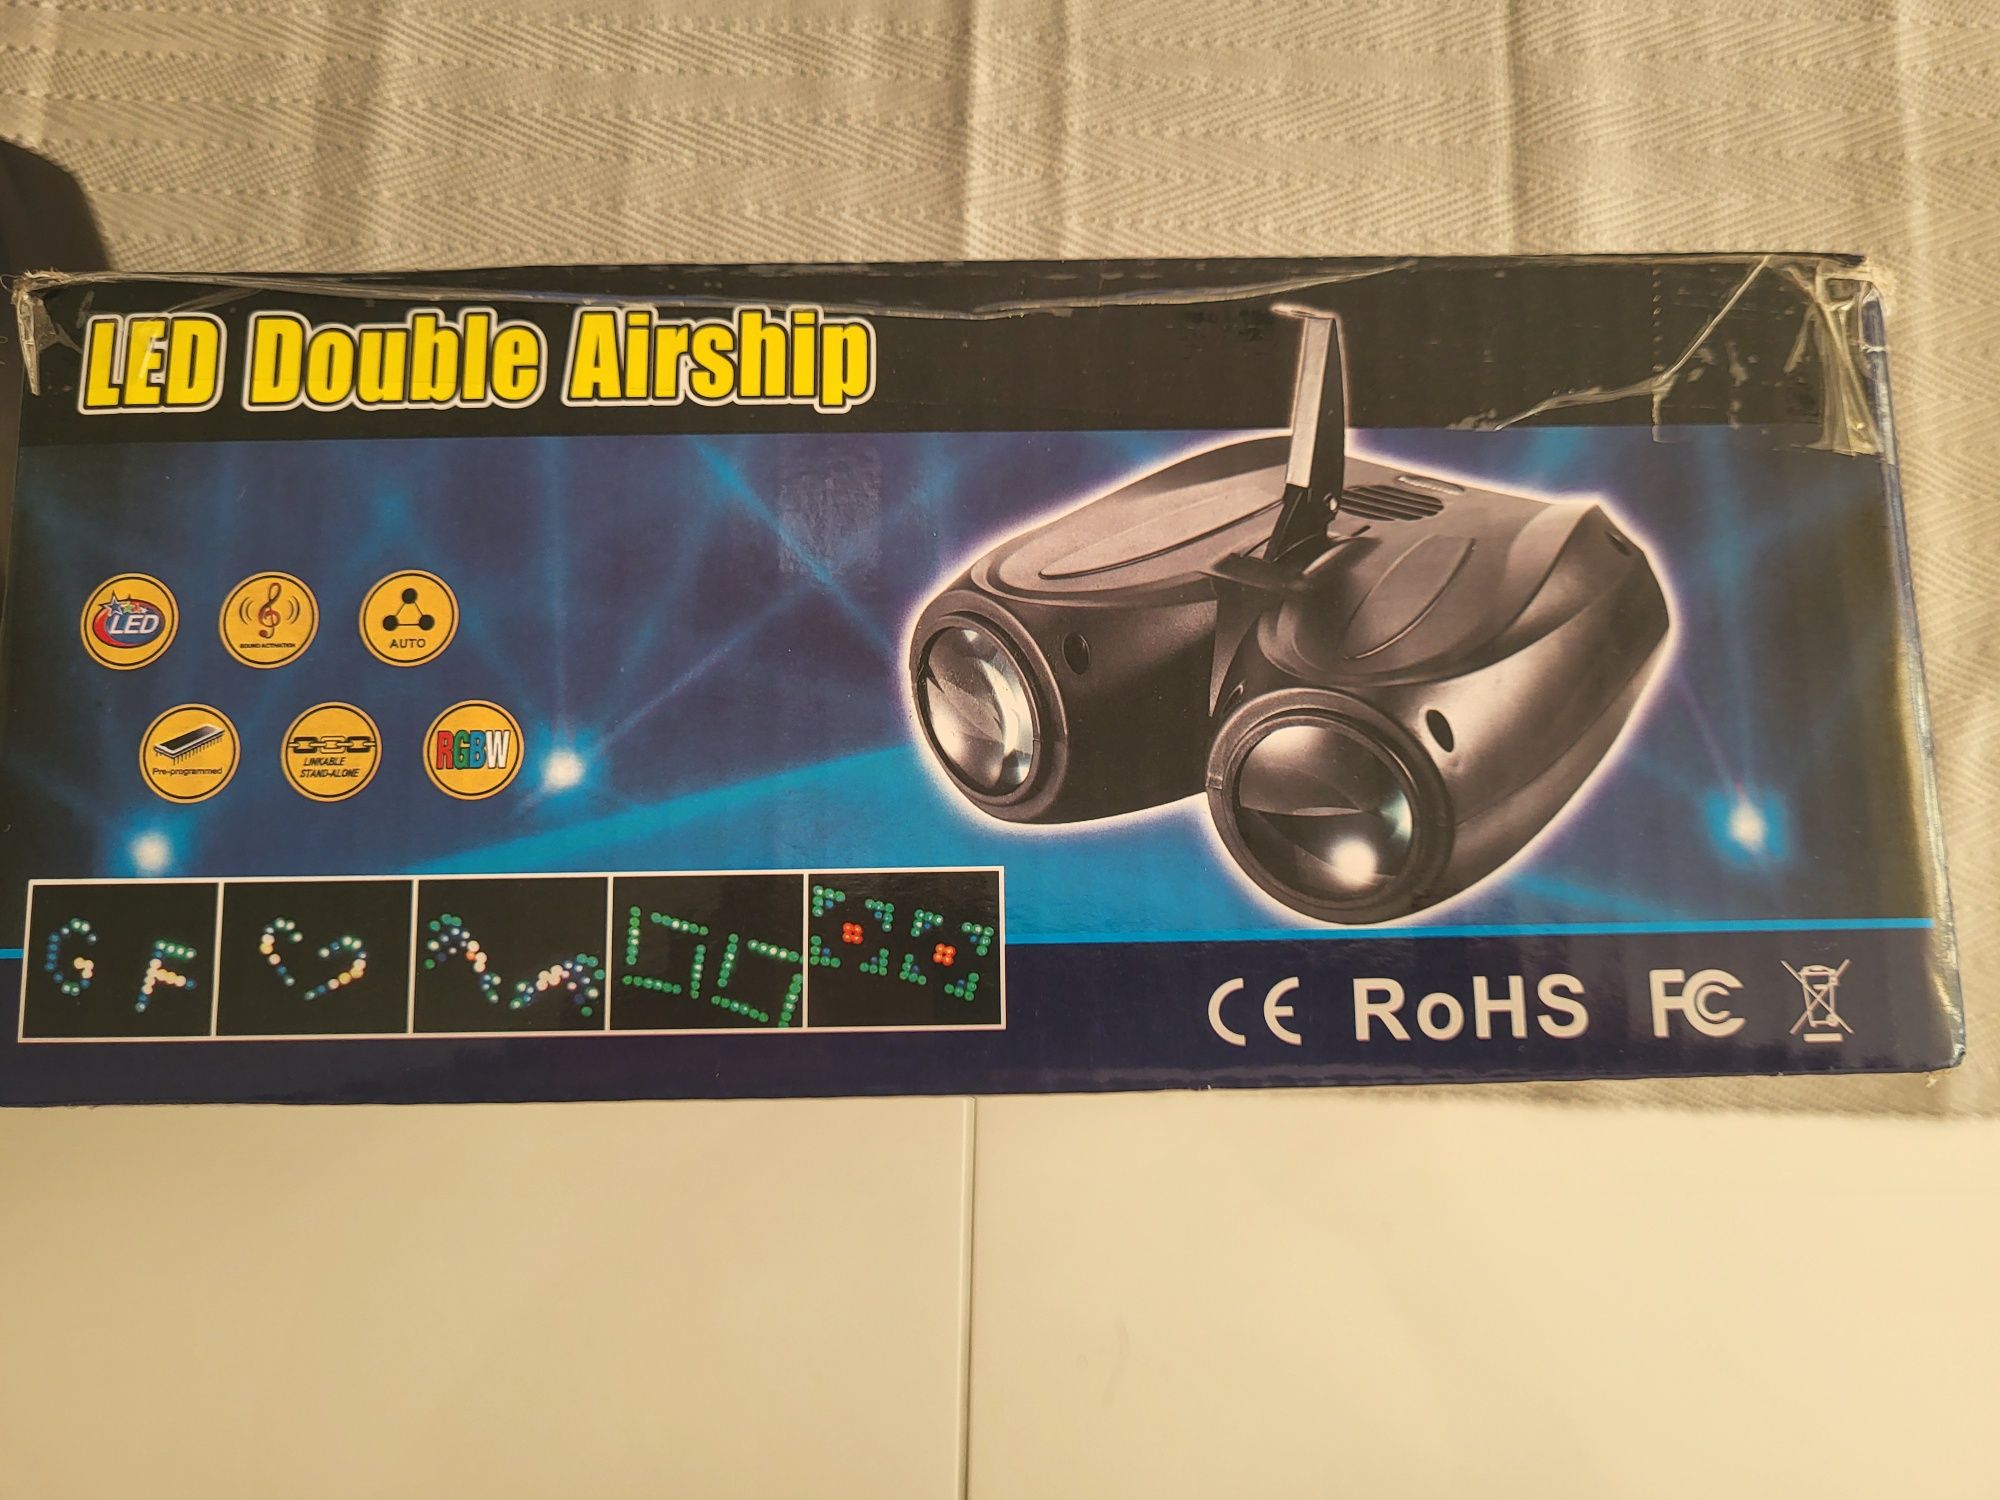 LED Double Airship
LED
SOUND ACTIVATION
AUTO
Pre-programmed
LINKABLE
STAND-ALONE
RGBW
G F
CE RoHS FC